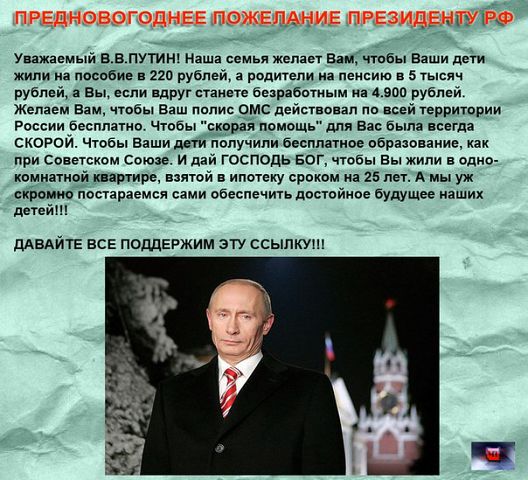 ПРЕДНОВОГОДНЕЕ ПОЖЕЛАНИЕ ПРЕЗИДЕНТУ РФ
Уважаемый В.В.ПУТИН! Наша семья желает Вам, чтобы Ваши дети
жили на пособие в 220 рублей, а родители на пенсию в 5 тысяч
рублей, а Вы, если вдруг станете безработным на 4.900 рублей.
Желаем Вам, чтобы Ваш полис ОМС действовал по всей территории
России бесплатно. Чтобы "скорая помощь" для Вас была всегда
СКОРОЙ. Чтобы Ваши дети получили бесплатное образование, как
при Советском Союзе. И дай ГОСПОДЬ БОГ, чтобы Вы жили в одно-
комнатной квартире, взятой в ипотеку сроком на 25 лет. А мы уж
скромно постараемся сами обеспечить достойное будущее наших
детей!!!
ДАВАЙТЕ ВСЕ ПОДДЕРЖИМ ЭТУ ССЫЛКУ!!!